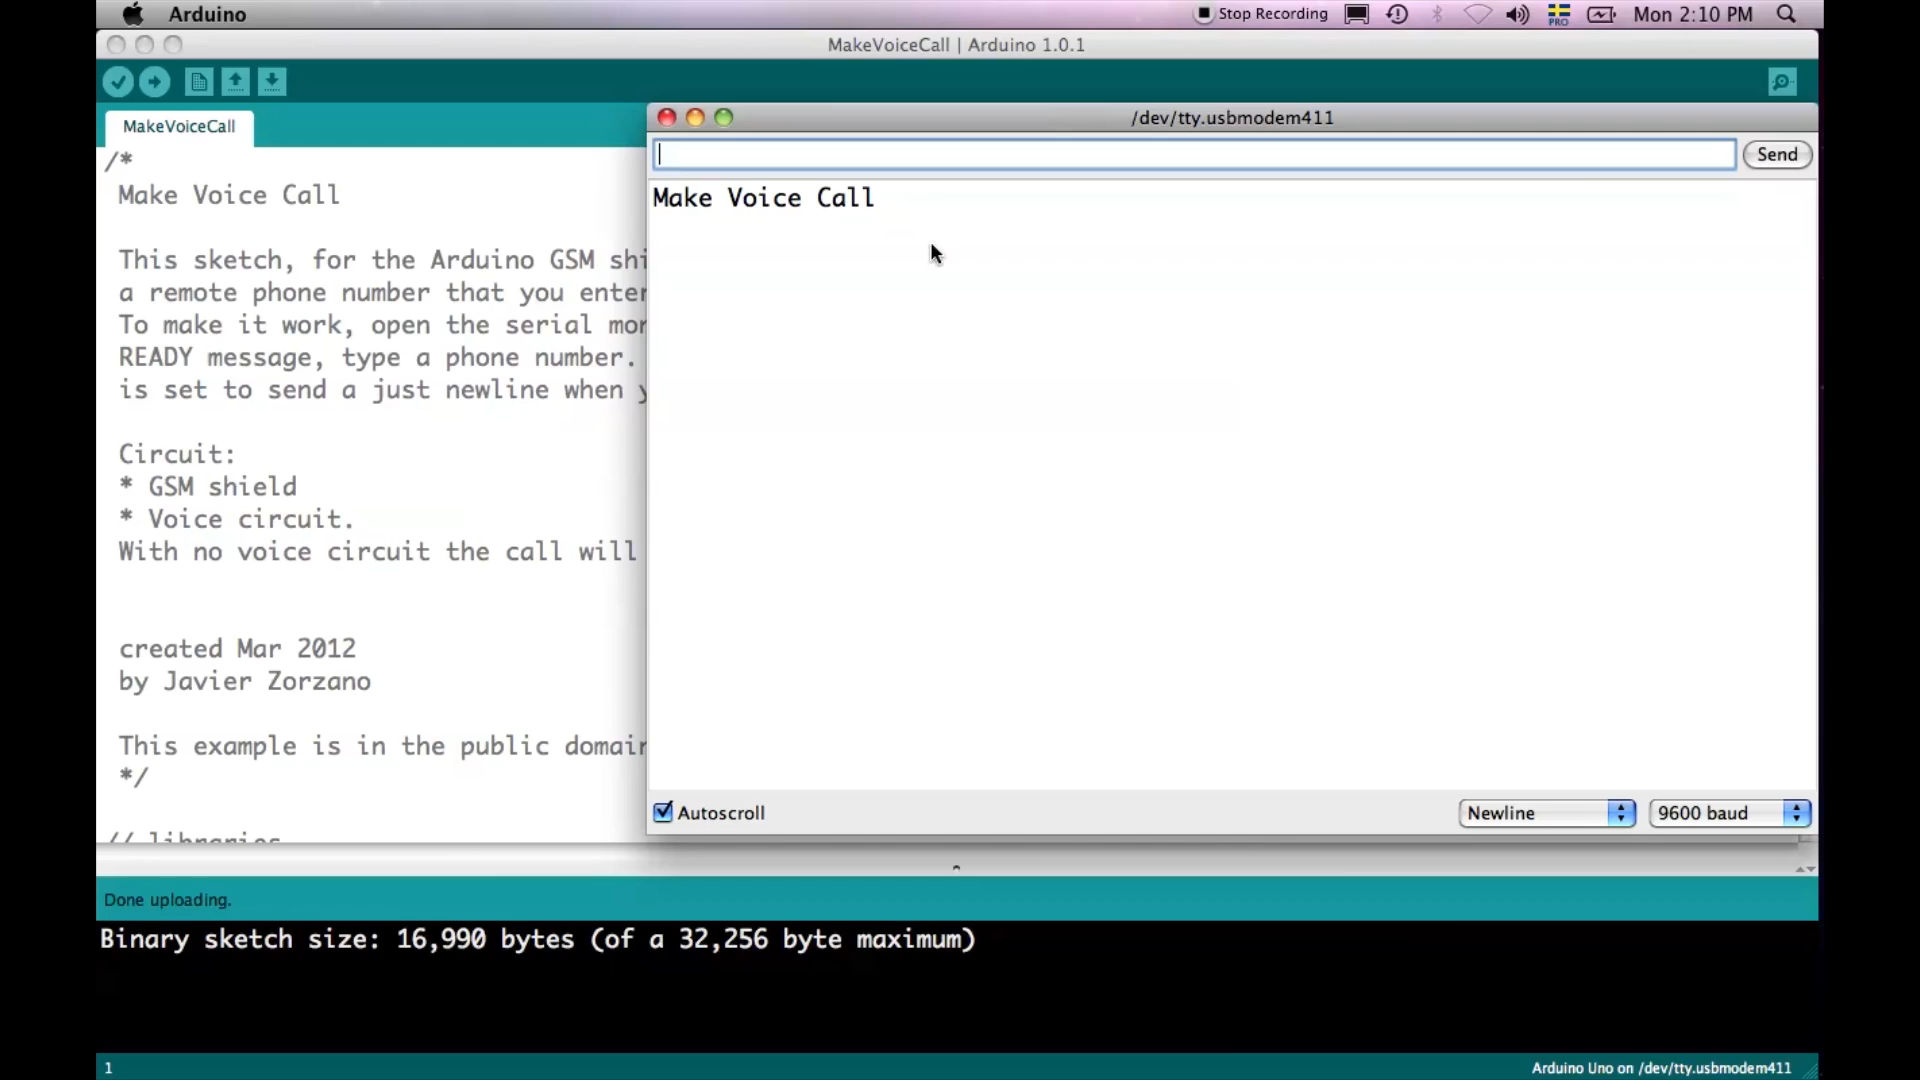 Arduino
Stop Recording
PRO
Mon 2:10 PM
MakeVoiceCall | Arduino 1.0.1
MakeVoiceCall
/*
Make Voice Call
This sketch, for the Arduino GSM
a remote phone number that you enter
To make it work, open the serial
READY message, type a phone number.
is set to send a just newline when
Circuit:
* GSM shield
* Voice circuit.
With no voice circuit the call will
created Mar 2012
by Javier Zorzano
This example is in the public
*/
// libraries
/dev/tty.usbmodem411
Send
Make Voice Call
Autoscroll
Newline
9600 baud
Done uploading.
Binary sketch size: 16,990 bytes (of a 32,256 byte maximum)
1
Arduino Uno on /dev/tty.usbmodem411